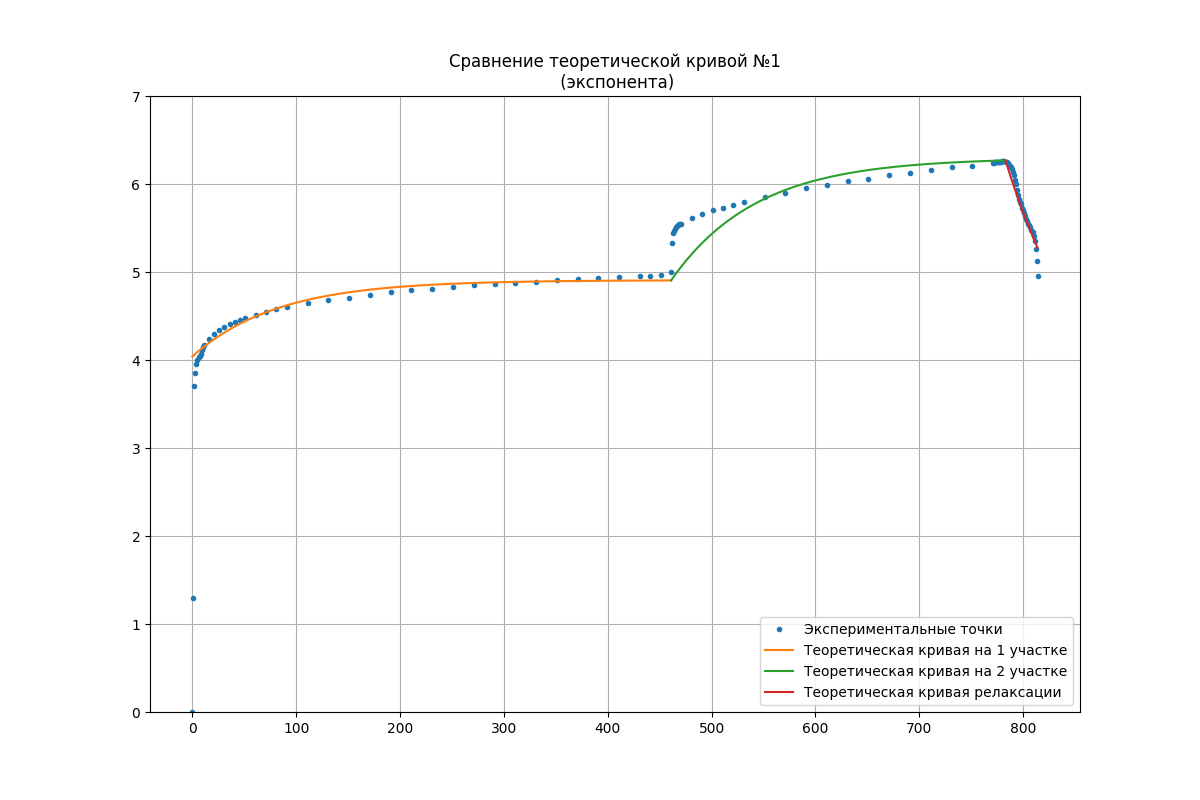 Сравнение теоретической кривой №1
(экспонента)
7
6
5
4
3
2
1
0
0 100 200 300 400 500 600 700 800
Экспериментальные точки
Теоретическая кривая на 1 участке
Теоретическая кривая на 2 участке
Теоретическая кривая релаксации